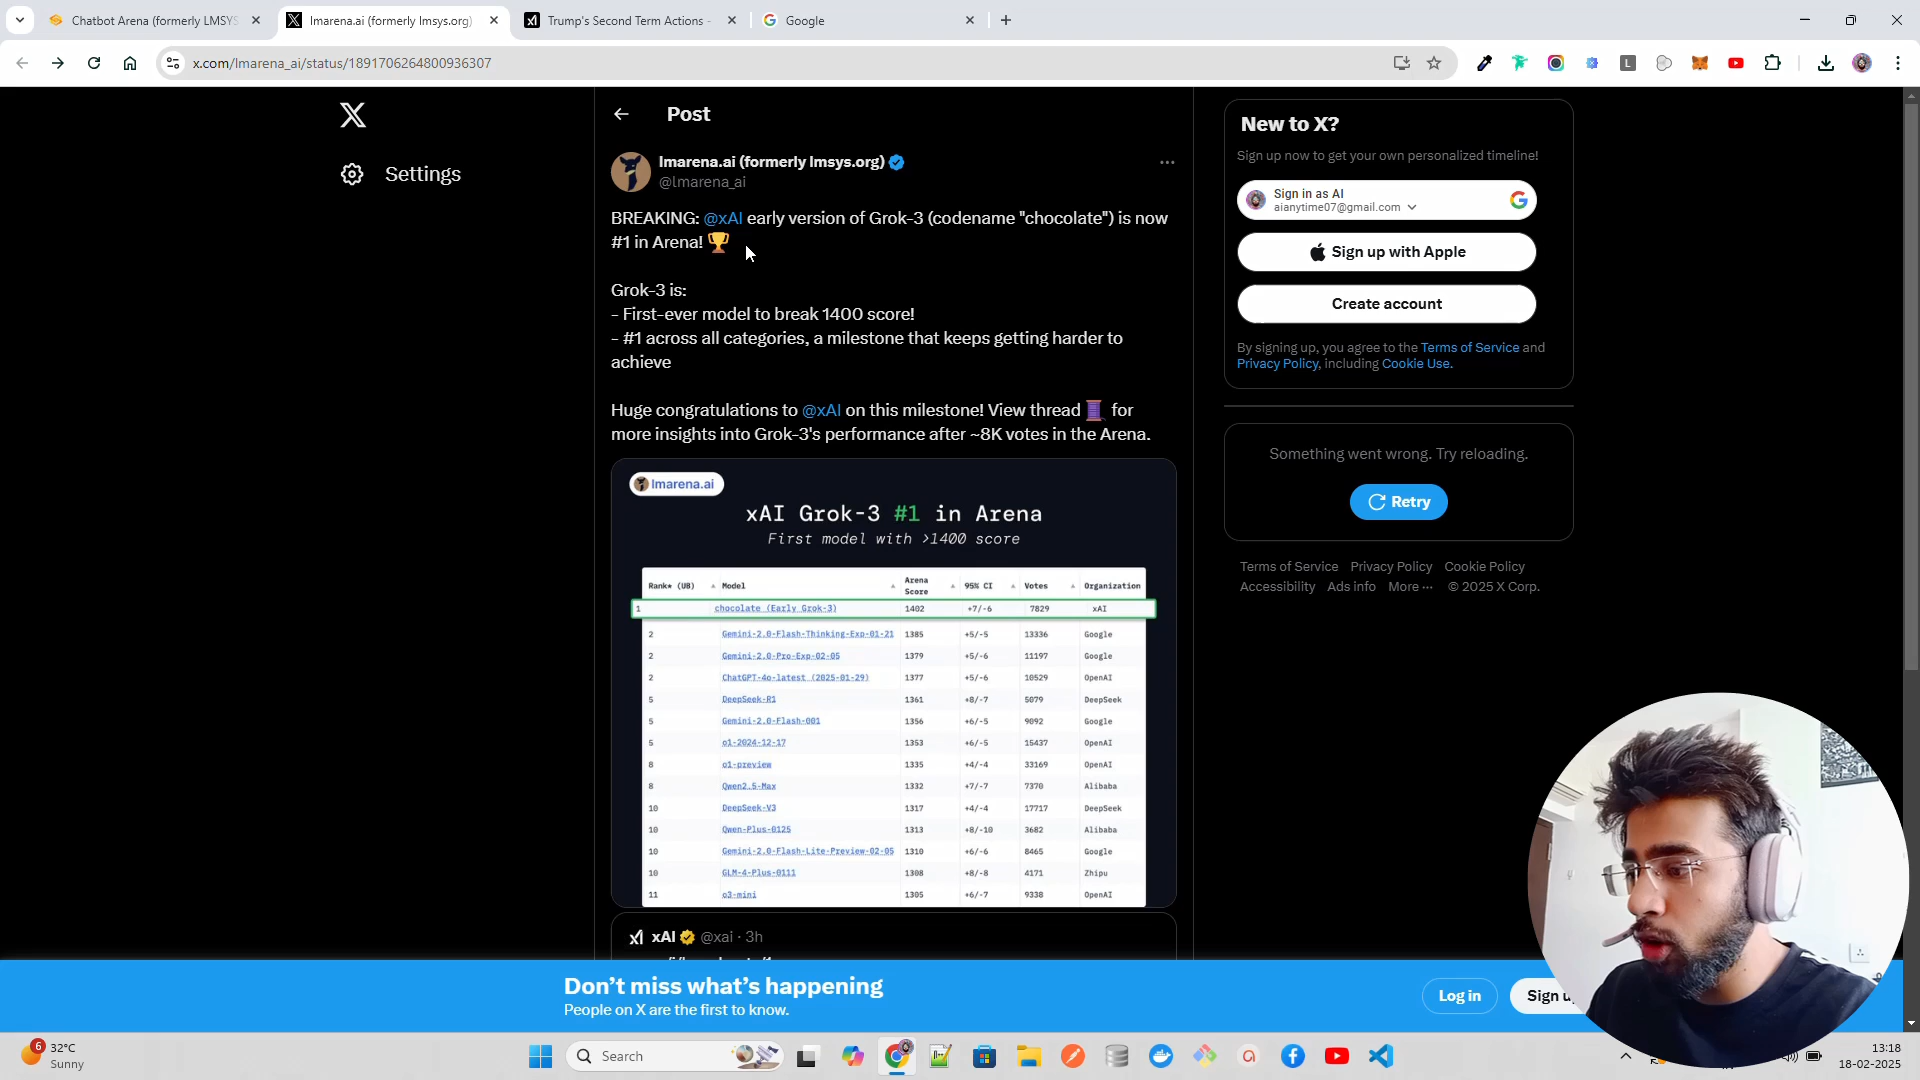 Chatbot Arena (formerly LMSYS
lmarena.ai (formerly lmsys.org)
Trump's Second Term Actions -
Google
x.com/lmarena_ai/status/1891706264800936307
Settings
Post
lmarena.ai (formerly lmsys.org)
@lmarena_ai
BREAKING: @xAI early version of Grok-3 (codename "chocolate") is now
#1 in Arena! 🏆
Grok-3 is:
- First-ever model to break 1400 score!
- #1 across all categories, a milestone that keeps getting harder to
achieve
Huge congratulations to @xAI on this milestone! View thread 🧵 for
more insights into Grok-3's performance after ~8K votes in the Arena.
lmarena.ai
xAI Grok-3 #1 in Arena
First model with >1400 score
Rank* (UB) Model Arena Score 95% CI Votes Organization
1 chocolate (Early Grok-3) 1402 +7/-6 7829 xAI
2 Gemini-2.0-Flash-Thinking-Exp-01-21 1385 +5/-5 13336 Google
2 Gemini-2.0-Pro-Exp-02-05 1379 +5/-6 11197 Google
2 ChatGPT-4o-latest (2025-01-29) 1377 +5/-6 10529 OpenAI
5 DeepSeek-R1 1361 +8/-7 5079 DeepSeek
5 Gemini-2.0-Flash-001 1356 +6/-5 9092 Google
5 o1-2024-12-17 1353 +6/-5 15437 OpenAI
8 o1-preview 1335 +4/-4 33169 OpenAI
8 Qwen2.5-Max 1332 +7/-7 7370 Alibaba
10 DeepSeek-V3 1317 +4/-4 17717 DeepSeek
10 Qwen-Plus-0125 1313 +8/-10 3682 Alibaba
10 Gemini-2.0-Flash-Lite-Preview-02-05 1310 +6/-6 8465 Google
10 GLM-4-Plus-0111 1308 +8/-8 4171 Zhipu
11 o3-mini 1305 +6/-7 9338 OpenAI
xAI @xai · 3h
New to X?
Sign up now to get your own personalized timeline!
Sign in as AI
aianytime07@gmail.com
Sign up with Apple
Create account
By signing up, you agree to the Terms of Service and
Privacy Policy, including Cookie Use.
Something went wrong. Try reloading.
Retry
Terms of Service Privacy Policy Cookie Policy
Accessibility Ads info More ··· © 2025 X Corp.
Don't miss what's happening
People on X are the first to know.
Log in
Sign
6
32°C
Sunny
Search
13:18
18-02-2025